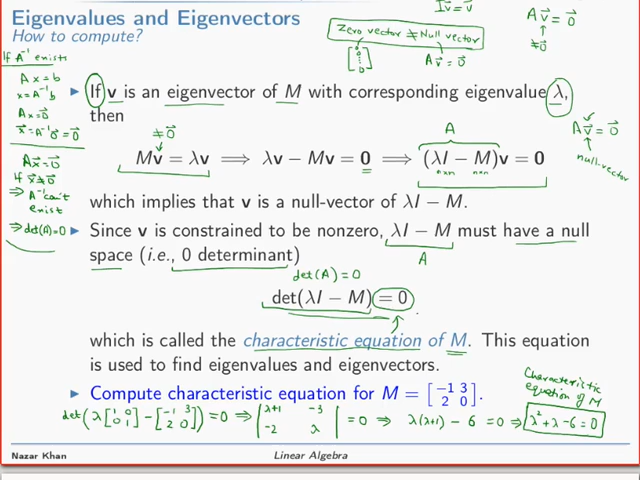 Eigenvalues and Eigenvectors
How to compute?
I v⃗ = v⃗
Zero vector ≠ Null vector
[0 0 ⋮ 0]
A v⃗ = 0⃗
A v⃗ = 0⃗
↑
≠0⃗
If A⁻¹ exists
Ax = b
x = A⁻¹b
Ax = 0⃗
x⃗ = A⁻¹0⃗ = 0⃗
Ax⃗ = 0⃗
If x⃗ ≠ 0⃗
⇒ A⁻¹ can't
exist
⇒ det(A) = 0
▶ If v is an eigenvector of M with corresponding eigenvalue λ,
then
≠0⃗
A
Mv⃗ = λv ⟹ λv − Mv = 0 ⟹ (λI − M)v = 0
n×n n×n
A v⃗ = 0⃗
↑
null-vector
which implies that v is a null-vector of λI − M.
▶ Since v is constrained to be nonzero, λI − M must have a null
A
space (i.e., 0 determinant)
det(A) = 0
det(λI − M) = 0
which is called the characteristic equation of M. This equation
is used to find eigenvalues and eigenvectors.
▶ Compute characteristic equation for M = [−1 3; 2 0].
Characteristic
equation of M
det(λ[1 0; 0 1] − [−1 3; 2 0]) = 0 ⇒ |λ+1 −3; −2 λ| = 0 ⇒ λ(λ+1) − 6 = 0 ⇒ λ² + λ − 6 = 0
Nazar Khan Linear Algebra